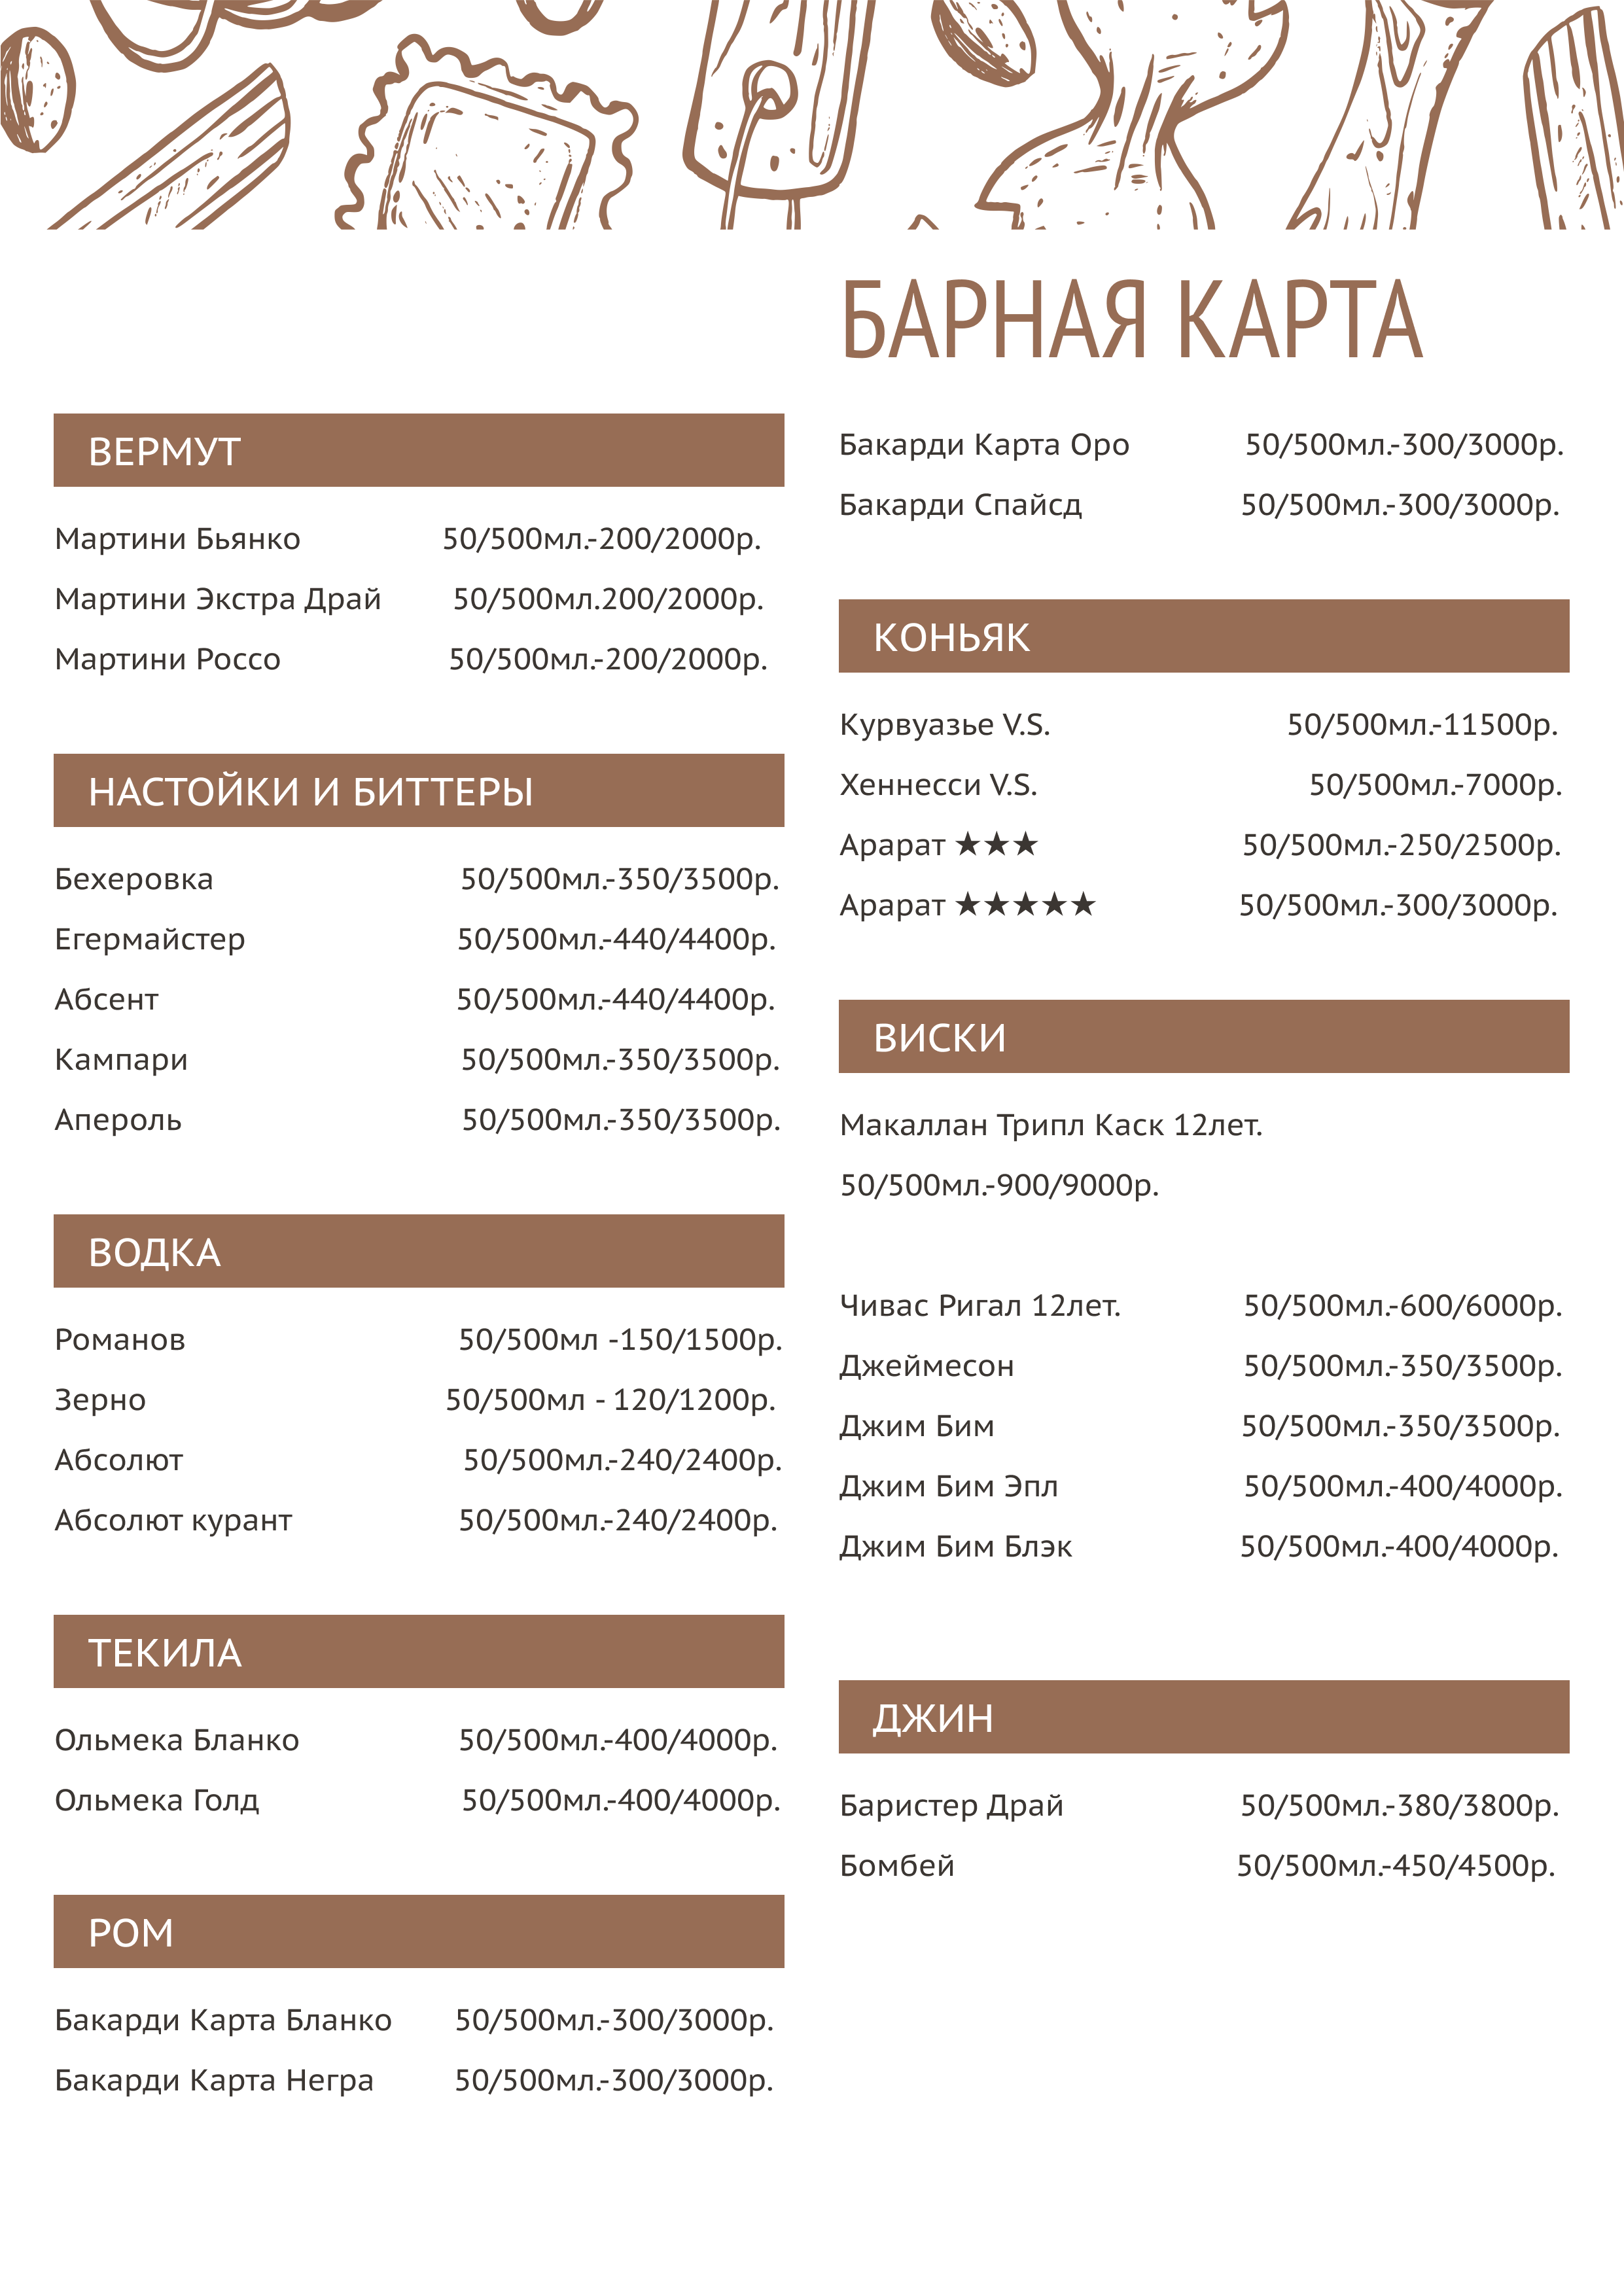 БАРНАЯ КАРТА
ВЕРМУТ
Мартини Бьянко 50/500мл.-200/2000р.
Мартини Экстра Драй 50/500мл.200/2000р.
Мартини Россо 50/500мл.-200/2000р.
НАСТОЙКИ И БИТТЕРЫ
Бехеровка 50/500мл.-350/3500р.
Егермайстер 50/500мл.-440/4400р.
Абсент 50/500мл.-440/4400р.
Кампари 50/500мл.-350/3500р.
Апероль 50/500мл.-350/3500р.
ВОДКА
Романов 50/500мл -150/1500р.
Зерно 50/500мл - 120/1200р.
Абсолют 50/500мл.-240/2400р.
Абсолют курант 50/500мл.-240/2400р.
ТЕКИЛА
Ольмека Бланко 50/500мл.-400/4000р.
Ольмека Голд 50/500мл.-400/4000р.
РОМ
Бакарди Карта Бланко 50/500мл.-300/3000р.
Бакарди Карта Негра 50/500мл.-300/3000р.
Бакарди Карта Оро 50/500мл.-300/3000р.
Бакарди Спайсд 50/500мл.-300/3000р.
КОНЬЯК
Курвуазье V.S. 50/500мл.-11500р.
Хеннесси V.S. 50/500мл.-7000р.
Арарат ★★★ 50/500мл.-250/2500р.
Арарат ★★★★★ 50/500мл.-300/3000р.
ВИСКИ
Макаллан Трипл Каск 12лет.
50/500мл.-900/9000р.
Чивас Ригал 12лет. 50/500мл.-600/6000р.
Джеймесон 50/500мл.-350/3500р.
Джим Бим 50/500мл.-350/3500р.
Джим Бим Эпл 50/500мл.-400/4000р.
Джим Бим Блэк 50/500мл.-400/4000р.
ДЖИН
Баристер Драй 50/500мл.-380/3800р.
Бомбей 50/500мл.-450/4500р.